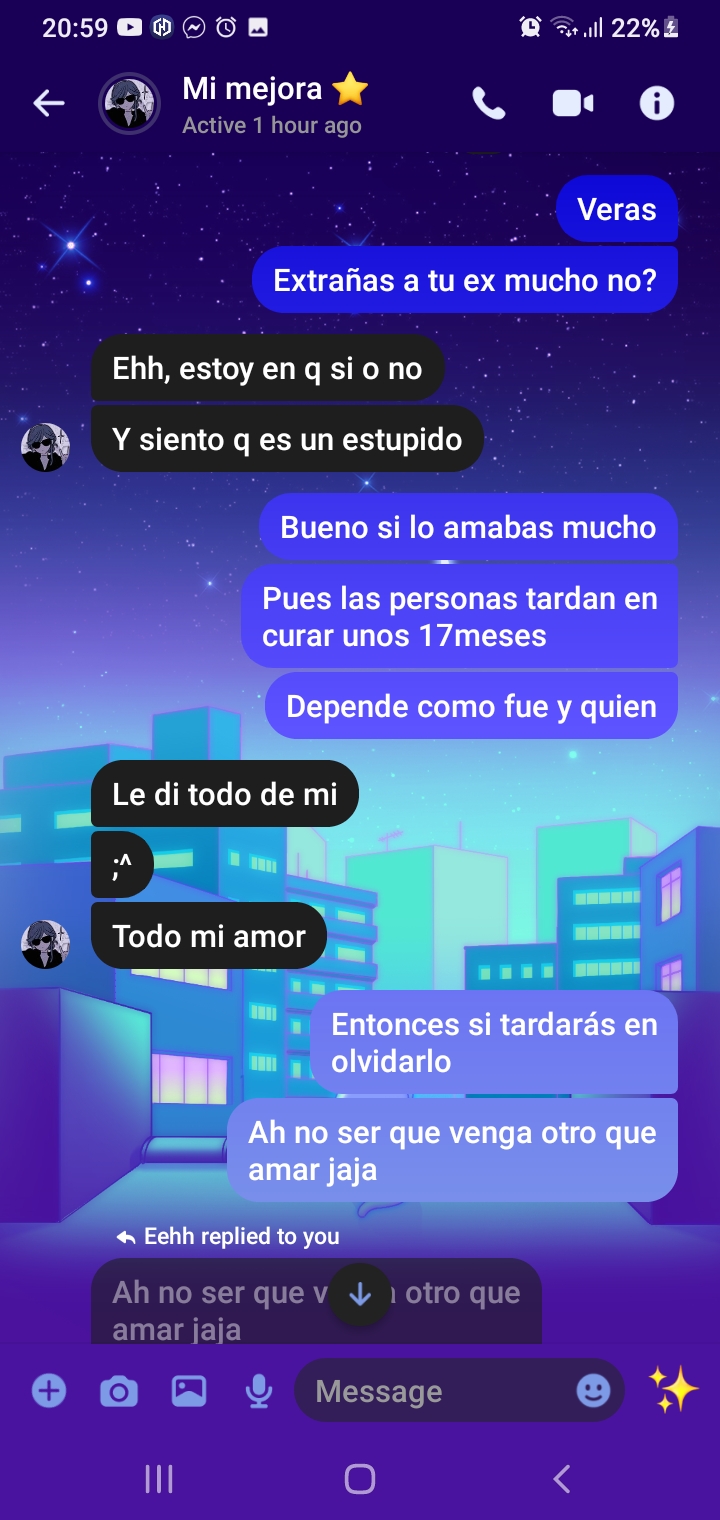 20:59
22%
Mi mejora ⭐
Active 1 hour ago
Veras
Extrañas a tu ex mucho no?
Ehh, estoy en q si o no
Y siento q es un estupido
Bueno si lo amabas mucho
Pues las personas tardan en
curar unos 17meses
Depende como fue y quien
Le di todo de mi
;^
Todo mi amor
Entonces si tardarás en
olvidarlo
Ah no ser que venga otro que
amar jaja
Eehh replied to you
Ah no ser que v a otro que
amar jaja
Message